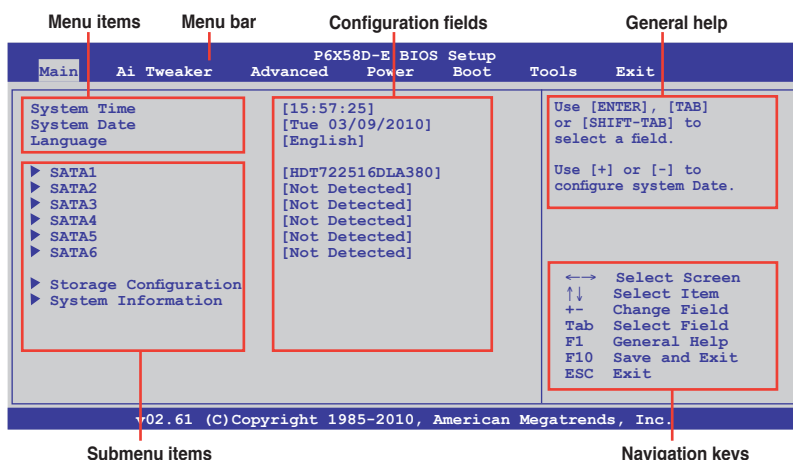 Menu items Menu bar Configuration fields General help
P6X58D-E BIOS Setup
Main Ai Tweaker Advanced Power Boot Tools Exit
System Time [15:57:25]
System Date [Tue 03/09/2010]
Language [English]
SATA1 [HDT722516DLA380]
SATA2 [Not Detected]
SATA3 [Not Detected]
SATA4 [Not Detected]
SATA5 [Not Detected]
SATA6 [Not Detected]
Storage Configuration
System Information
Use [ENTER], [TAB]
or [SHIFT-TAB] to
select a field.
Use [+] or [-] to
configure system Date.
←→ Select Screen
↑↓ Select Item
+- Change Field
Tab Select Field
F1 General Help
F10 Save and Exit
ESC Exit
v02.61 (C)Copyright 1985-2010, American Megatrends, Inc.
Submenu items Navigation keys